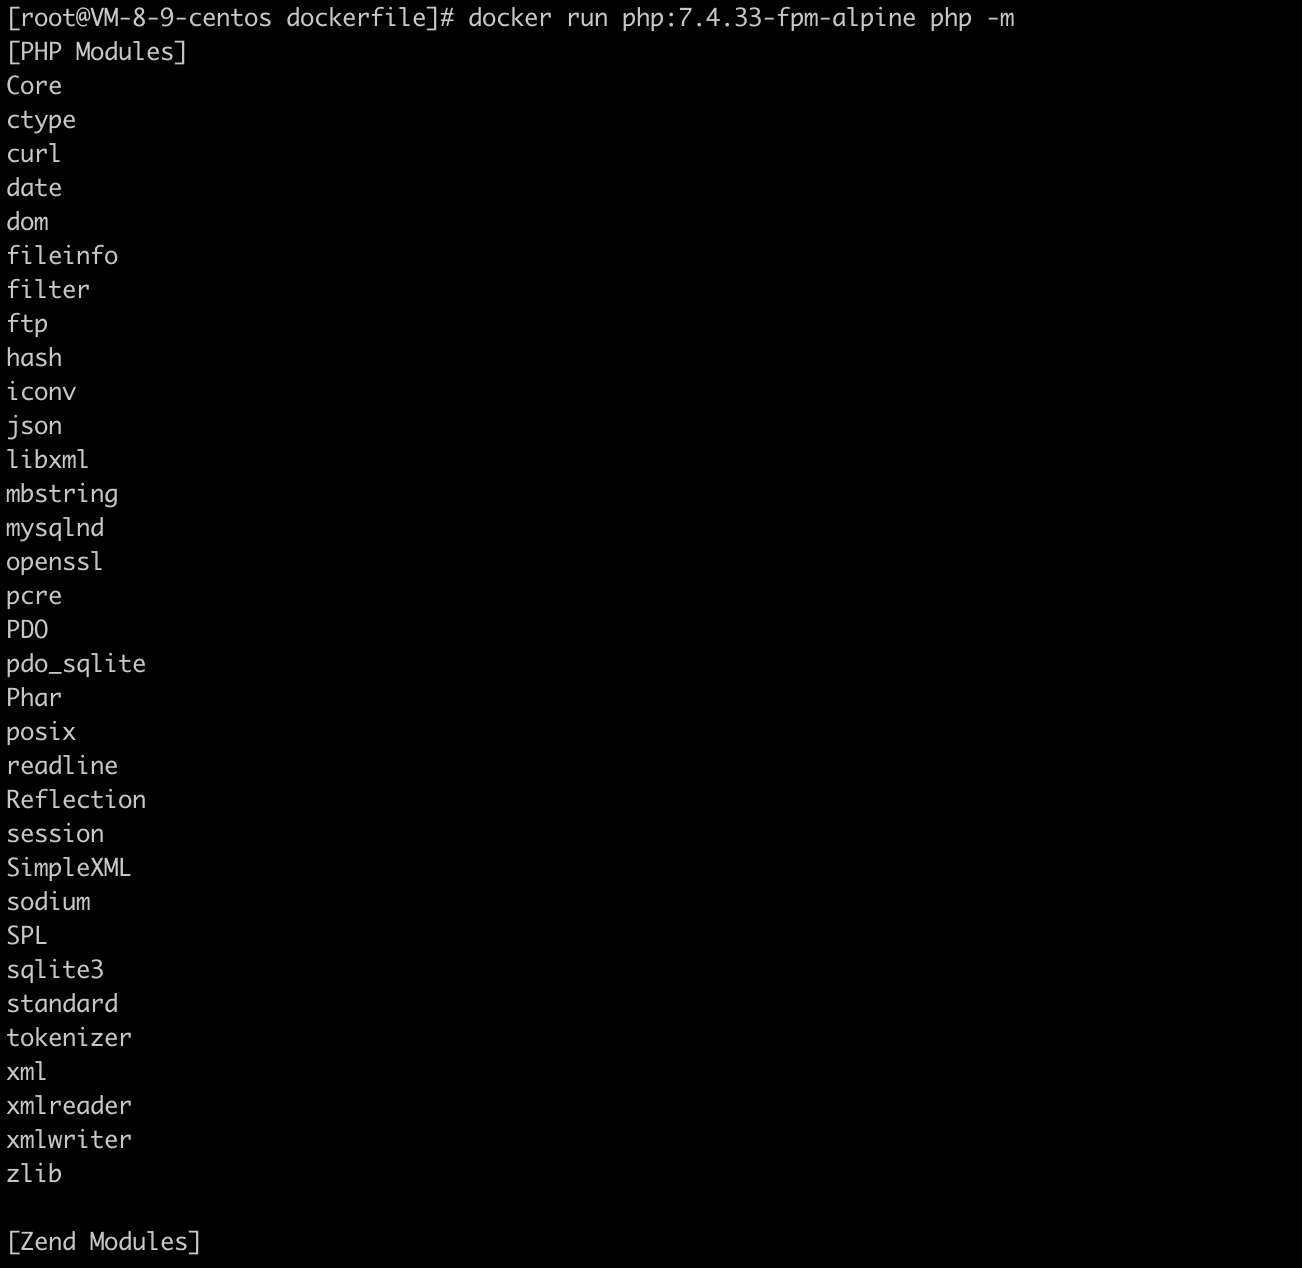 [root@VM-8-9-centos dockerfile]# docker run php:7.4.33-fpm-alpine php -m
[PHP Modules]
Core
ctype
curl
date
dom
fileinfo
filter
ftp
hash
iconv
json
libxml
mbstring
mysqlnd
openssl
pcre
PDO
pdo_sqlite
Phar
posix
readline
Reflection
session
SimpleXML
sodium
SPL
sqlite3
standard
tokenizer
xml
xmlreader
xmlwriter
zlib

[Zend Modules]